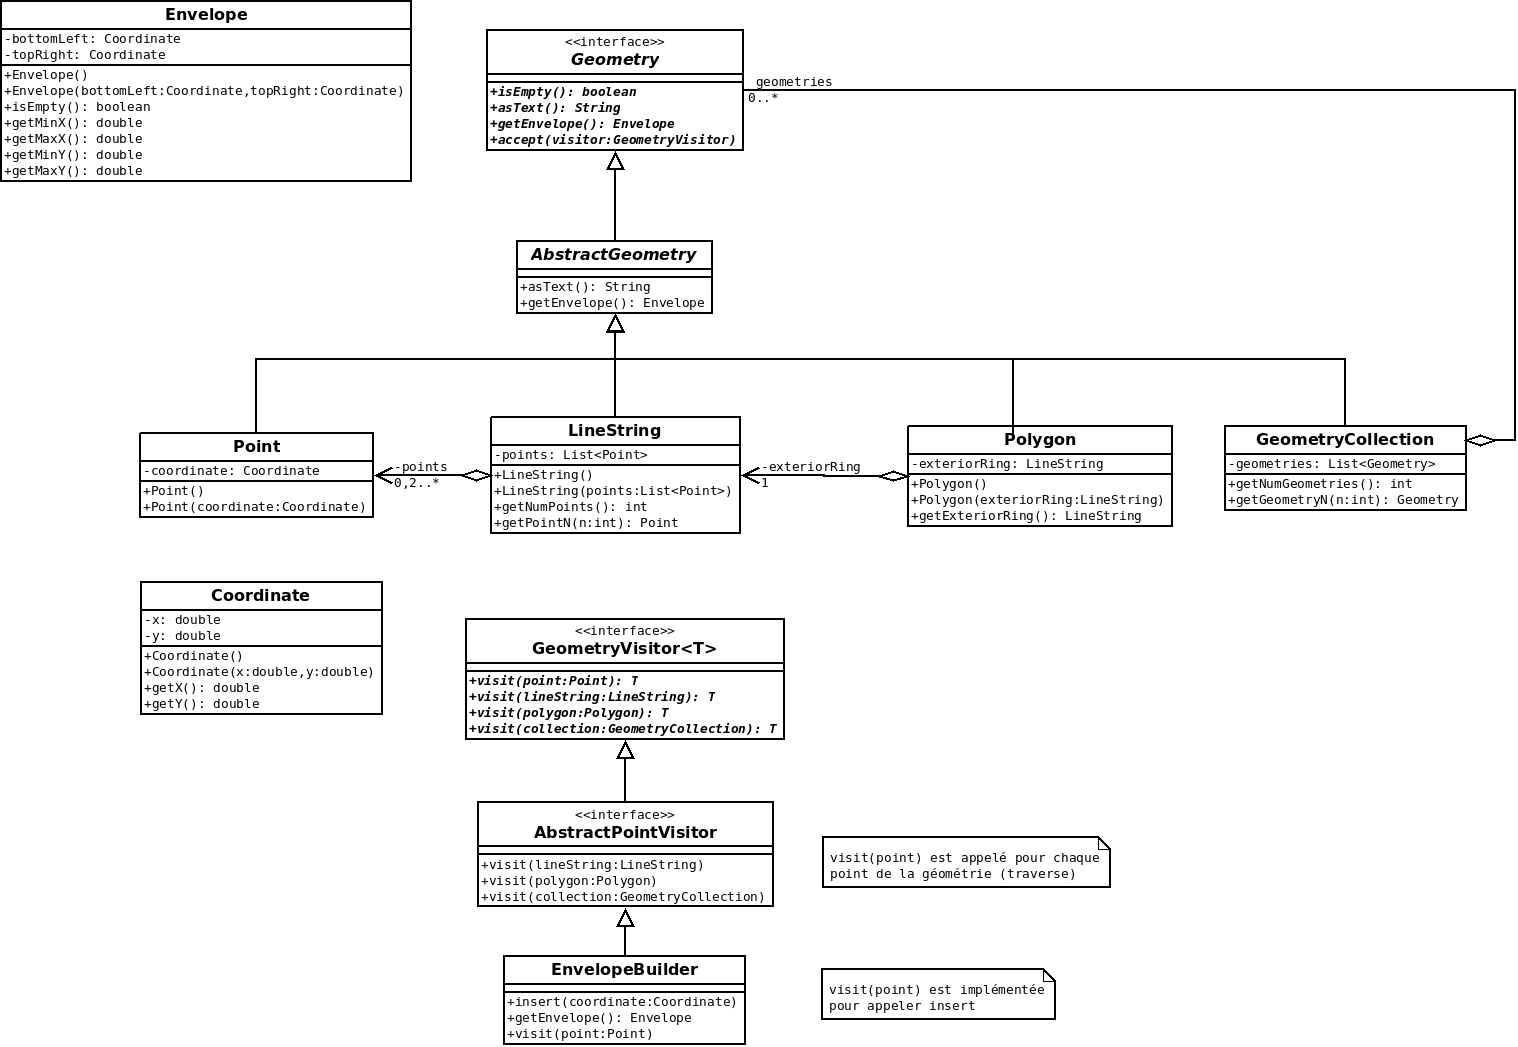 Envelope
-bottomLeft: Coordinate
-topRight: Coordinate
+Envelope()
+Envelope(bottomLeft:Coordinate,topRight:Coordinate)
+isEmpty(): boolean
+getMinX(): double
+getMaxX(): double
+getMinY(): double
+getMaxY(): double
<<interface>>
Geometry
+isEmpty(): boolean
+asText(): String
+getEnvelope(): Envelope
+accept(visitor:GeometryVisitor)
geometries
0..*
AbstractGeometry
+asText(): String
+getEnvelope(): Envelope
Point
-coordinate: Coordinate
+Point()
+Point(coordinate:Coordinate)
-points
0,2..*
LineString
-points: List<Point>
+LineString()
+LineString(points:List<Point>)
+getNumPoints(): int
+getPointN(n:int): Point
-exteriorRing
1
Polygon
-exteriorRing: LineString
+Polygon()
+Polygon(exteriorRing:LineString)
+getExteriorRing(): LineString
GeometryCollection
-geometries: List<Geometry>
+getNumGeometries(): int
+getGeometryN(n:int): Geometry
Coordinate
-x: double
-y: double
+Coordinate()
+Coordinate(x:double,y:double)
+getX(): double
+getY(): double
<<interface>>
GeometryVisitor<T>
+visit(point:Point): T
+visit(lineString:LineString): T
+visit(polygon:Polygon): T
+visit(collection:GeometryCollection): T
<<interface>>
AbstractPointVisitor
+visit(lineString:LineString)
+visit(polygon:Polygon)
+visit(collection:GeometryCollection)
visit(point) est appelé pour chaque
point de la géométrie (traverse)
EnvelopeBuilder
+insert(coordinate:Coordinate)
+getEnvelope(): Envelope
+visit(point:Point)
visit(point) est implémentée
pour appeler insert